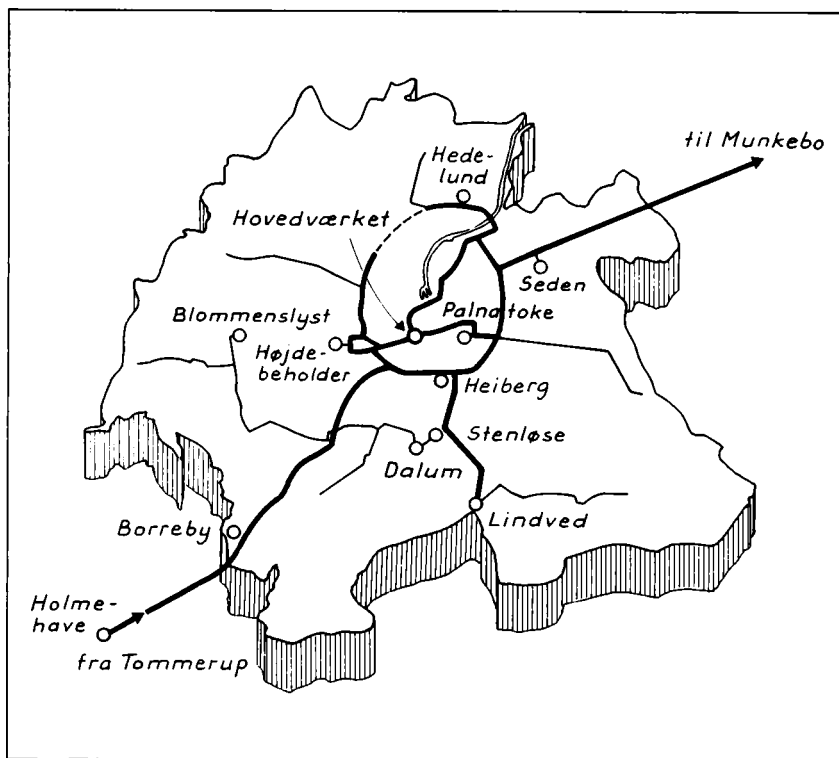 til Munkebo
Hede-
lund
Hovedværket
Seden
Palnatoke
Blommenslyst
Højde-
beholder
Heiberg
Stenløse
Dalum
Lindved
Borreby
Holme-
have
fra Tommerup